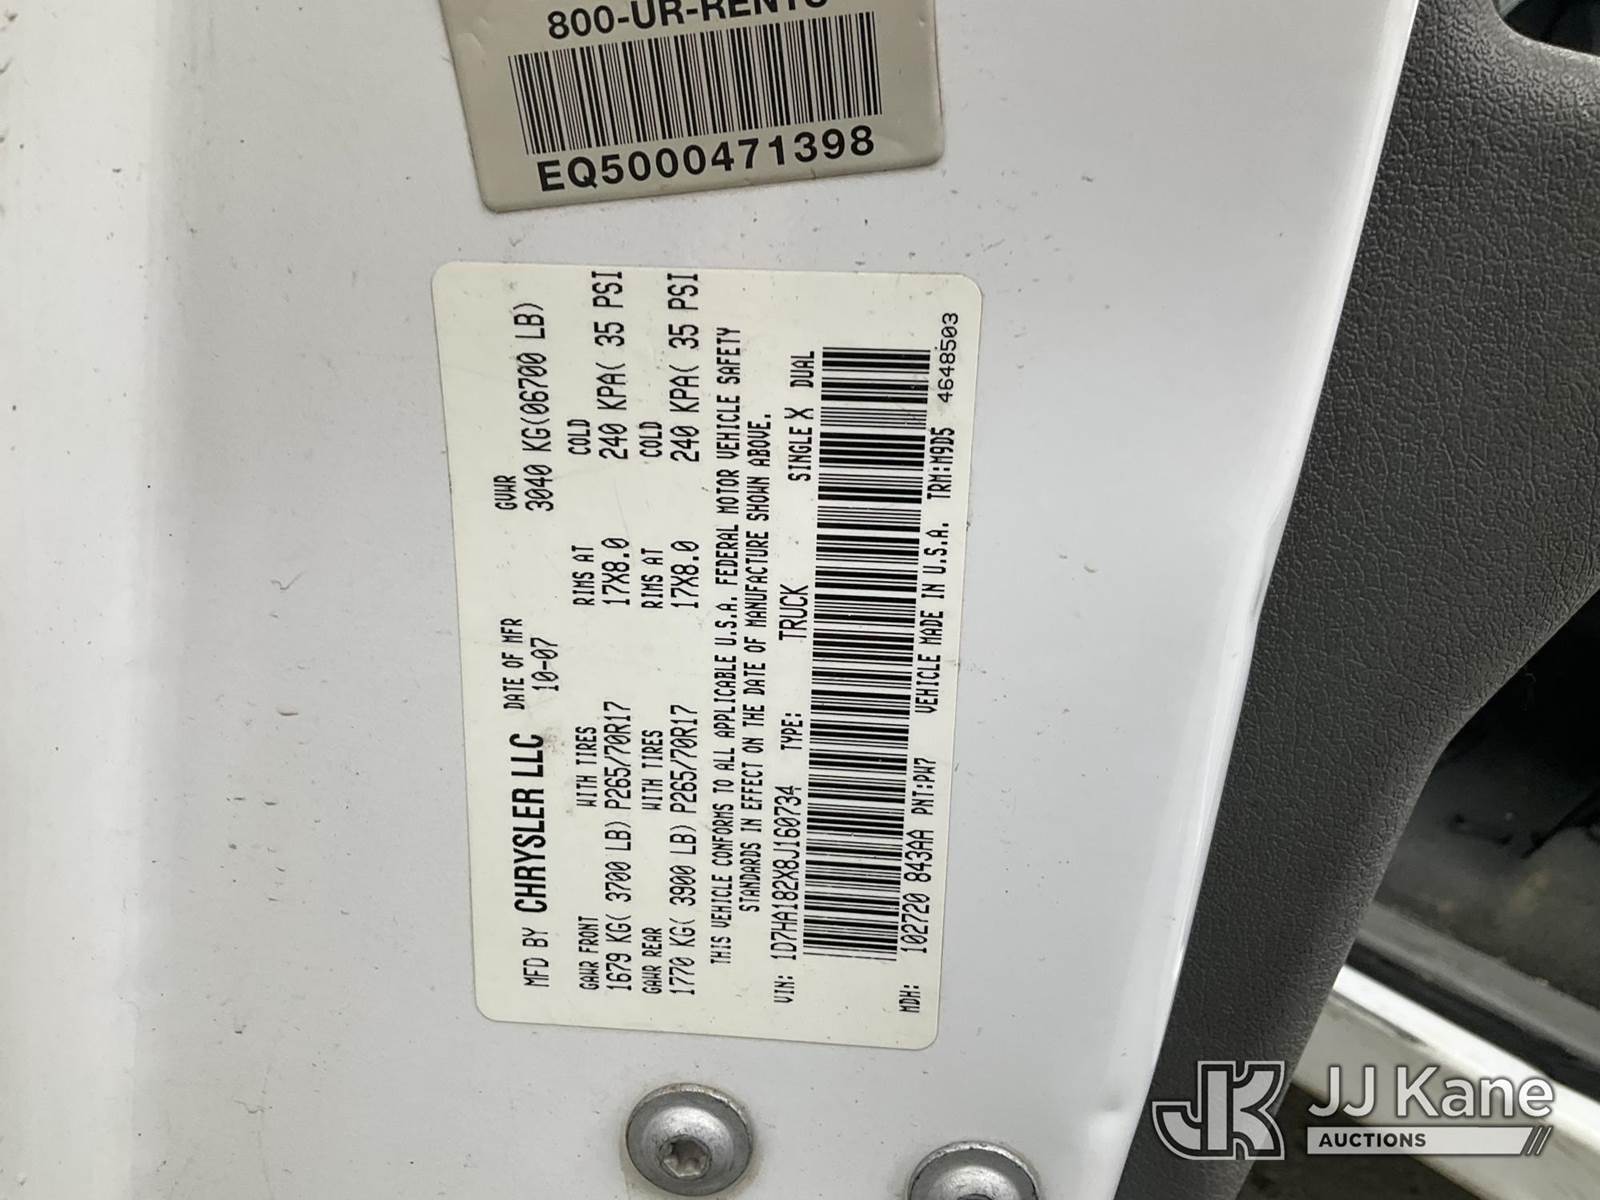 800-UR-RENTS
EQ5000471398
MFD BY CHRYSLER LLC DATE OF MFR GVWR
10-07 3040 KG(06700 LB)
GAWR FRONT WITH TIRES RIMS AT COLD
1679 KG( 3700 LB) P265/70R17 17X8.0 240 KPA( 35 PSI
GAWR REAR WITH TIRES RIMS AT COLD
1770 KG( 3900 LB) P265/70R17 17X8.0 240 KPA( 35 PSI
THIS VEHICLE CONFORMS TO ALL APPLICABLE U.S.A. FEDERAL MOTOR VEHICLE SAFETY
STANDARDS IN EFFECT ON THE DATE OF MANUFACTURE SHOWN ABOVE.
VIN: 1D7HA182X8J160734 TYPE: TRUCK SINGLE X DUAL
MDH: 102720 843AA PNT:PW7 VEHICLE MADE IN U.S.A. TRM:M9D5 4648503
JK JJ Kane
AUCTIONS